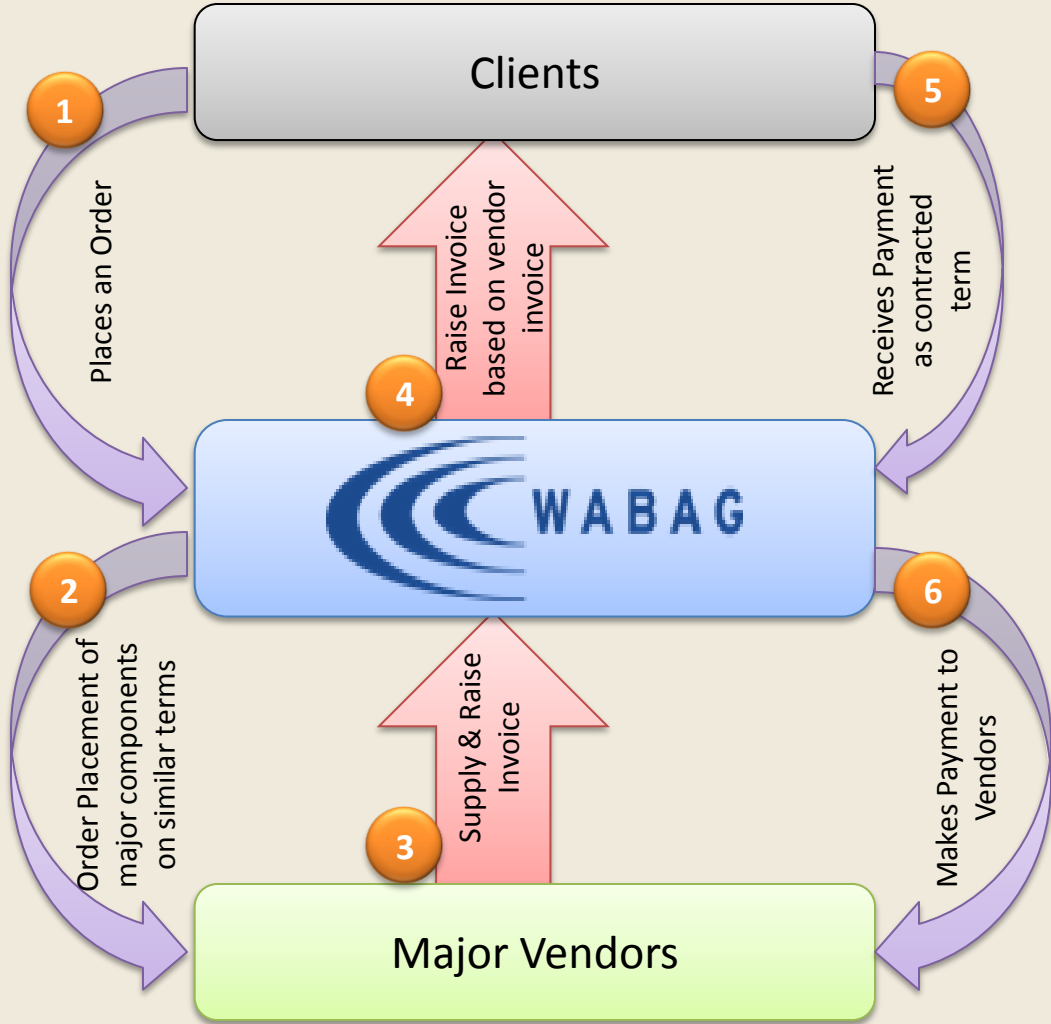 Clients
1
Places an Order
5
Receives Payment
as contracted
term
Raise Invoice
based on vendor
invoice
4
WABAG
2
Order Placement of
major components
on similar terms
6
Makes Payment to
Vendors
Supply & Raise
Invoice
3
Major Vendors